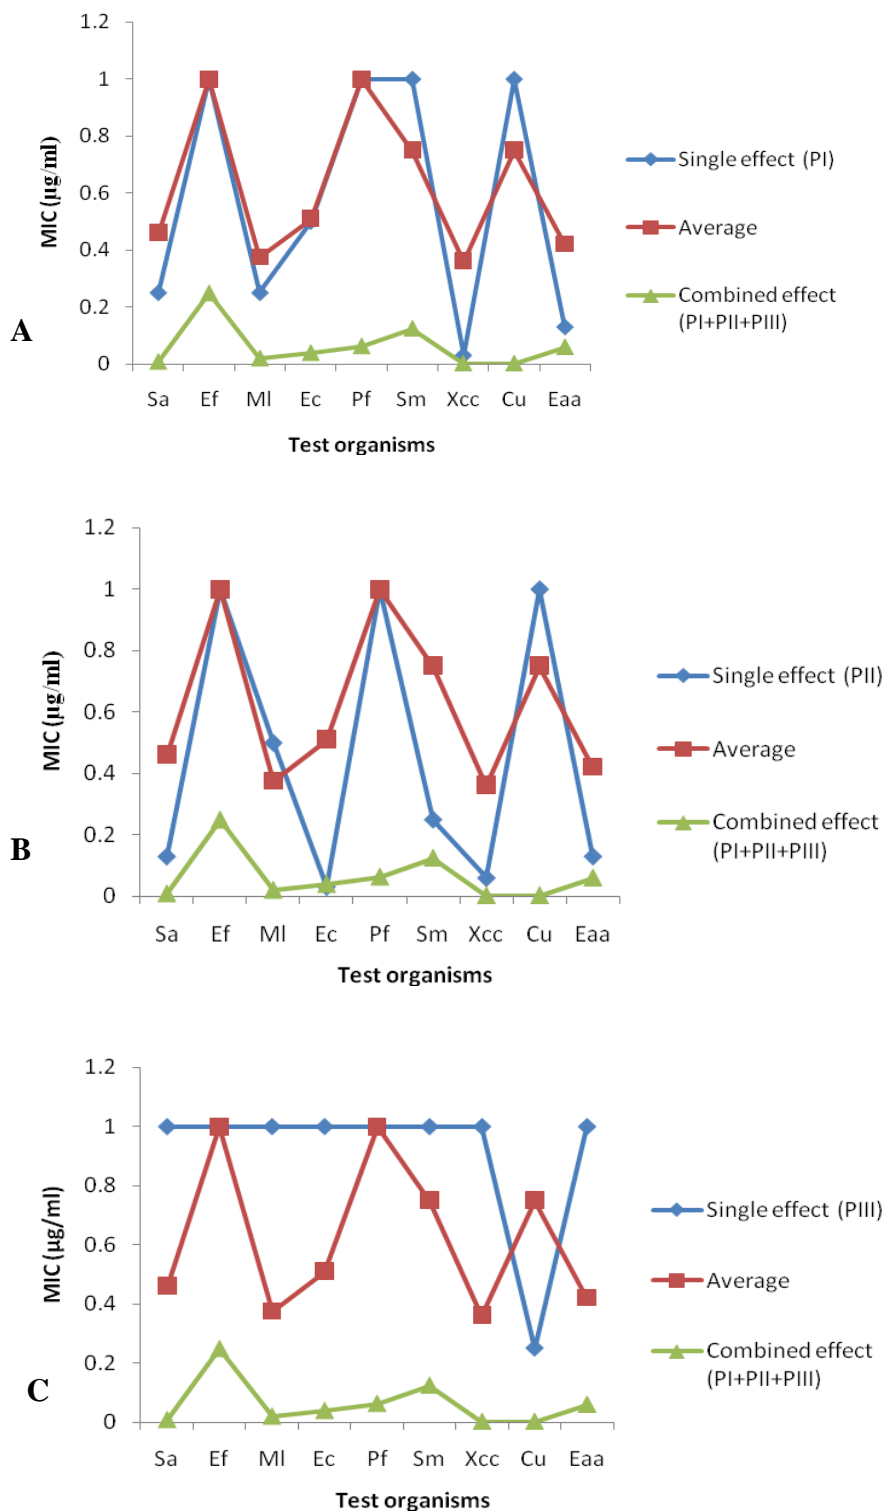 A
MIC (µg/ml)
1.2
1
0.8
0.6
0.4
0.2
0
Sa Ef Ml Ec Pf Sm Xcc Cu Eaa
Test organisms
Single effect (PI)
Average
Combined effect
(PI+PII+PIII)
B
MIC (µg/ml)
1.2
1
0.8
0.6
0.4
0.2
0
Sa Ef Ml Ec Pf Sm Xcc Cu Eaa
Test organisms
Single effect (PII)
Average
Combined effect
(PI+PII+PIII)
C
MIC (µg/ml)
1.2
1
0.8
0.6
0.4
0.2
0
Sa Ef Ml Ec Pf Sm Xcc Cu Eaa
Test organisms
Single effect (PIII)
Average
Combined effect
(PI+PII+PIII)